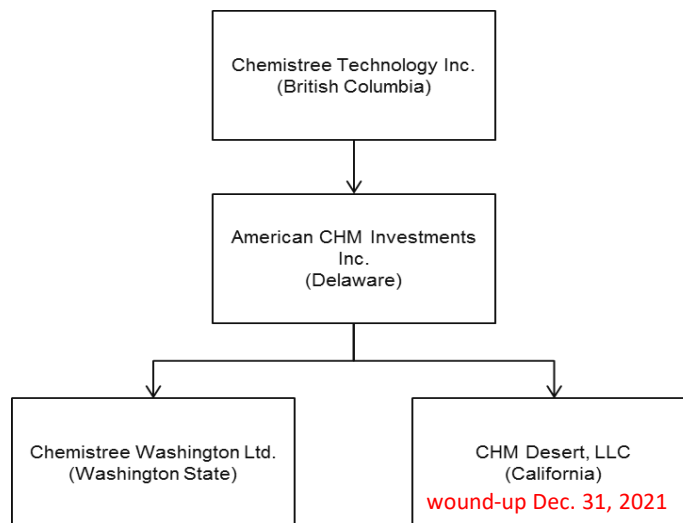 Chemistree Technology Inc.
(British Columbia)
American CHM Investments
Inc.
(Delaware)
Chemistree Washington Ltd.
(Washington State)
CHM Desert, LLC
(California)
wound-up Dec. 31, 2021